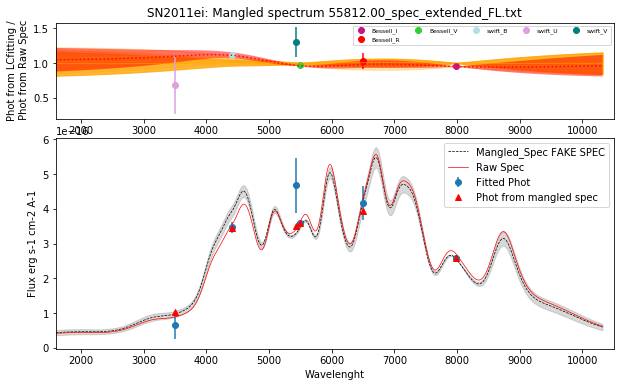 SN2011ei: Mangled spectrum 55812.00_spec_extended_FL.txt
Phot from LCfitting /
Phot from Raw Spec
1.5
1.0
0.5
Bessell_I
Bessell_R
Bessell_V
swift_B
swift_U
swift_V
2000 3000 4000 5000 6000 7000 8000 9000 10000
Flux erg s-1 cm-2 A-1
6
5
4
3
2
1
0
Mangled_Spec FAKE SPEC
Raw Spec
Fitted Phot
Phot from mangled spec
2000 3000 4000 5000 6000 7000 8000 9000 10000
Wavelenght